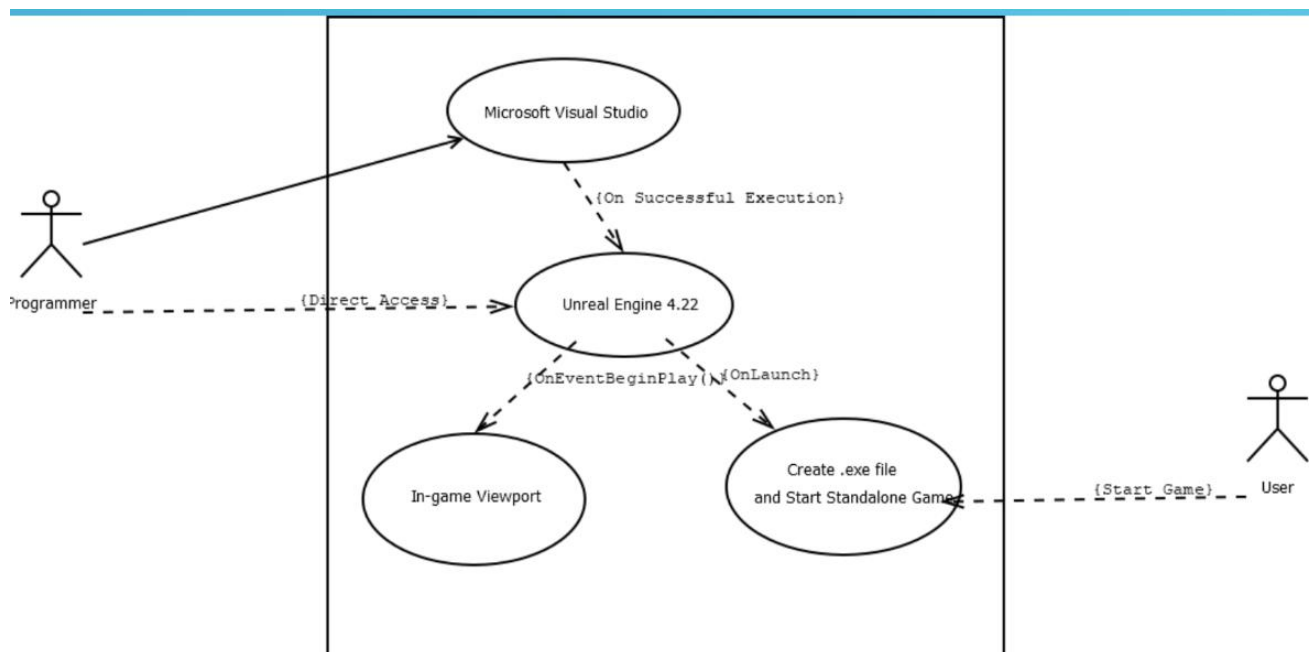 Microsoft Visual Studio
{On Successful Execution}
Programmer
{Direct Access}
Unreal Engine 4.22
{OnEventBeginPlay()}
{OnLaunch}
In-game Viewport
Create .exe file
and Start Standalone Game
{Start Game}
User